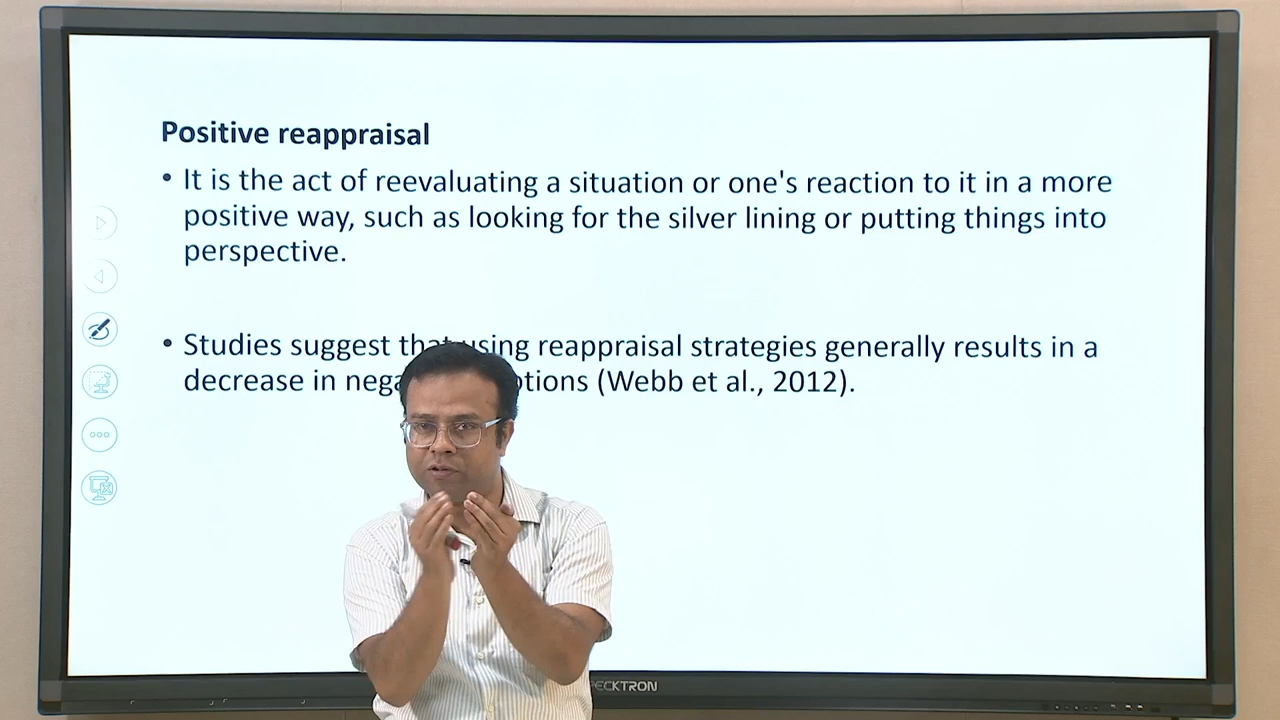 Positive reappraisal
• It is the act of reevaluating a situation or one's reaction to it in a more
positive way, such as looking for the silver lining or putting things into
perspective.
• Studies suggest that using reappraisal strategies generally results in a
decrease in otions (Webb et al., 2012).
ECKTRON